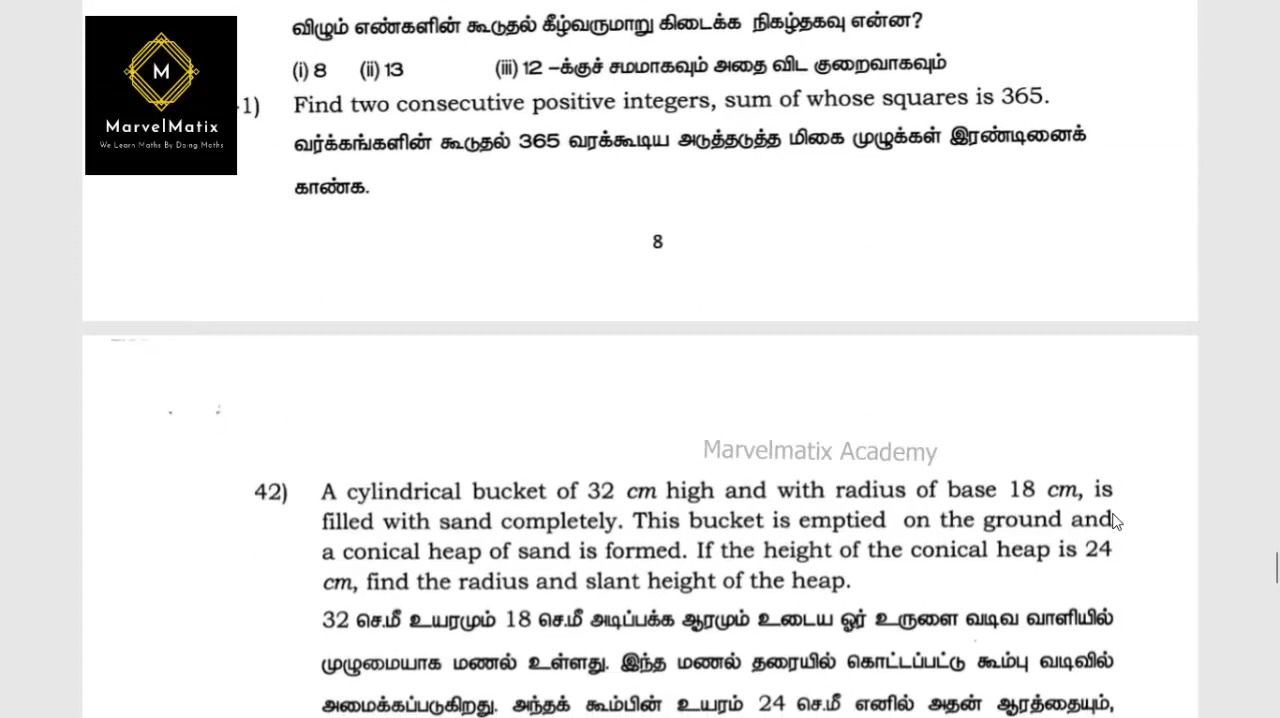 விழும் எண்களின் கூடுதல் கீழ்வருமாறு கிடைக்க நிகழ்தகவு என்ன?
(i) 8 (ii) 13 (iii) 12 –க்குச் சமமாகவும் அதை விட குறைவாகவும்
M
MarvelMatix
We Learn Maths By Doing Maths
-1) Find two consecutive positive integers, sum of whose squares is 365.
வர்க்கங்களின் கூடுதல் 365 வரக்கூடிய அடுத்தடுத்த மிகை முழுக்கள் இரண்டினைக்
காண்க.
8
Marvelmatix Academy
42) A cylindrical bucket of 32 cm high and with radius of base 18 cm, is
filled with sand completely. This bucket is emptied on the ground and
a conical heap of sand is formed. If the height of the conical heap is 24
cm, find the radius and slant height of the heap.
32 செ.மீ உயரமும் 18 செ.மீ அடிப்பக்க ஆரமும் உடைய ஓர் உருளை வடிவ வாளியில்
முழுமையாக மணல் உள்ளது. இந்த மணல் தரையில் கொட்டப்பட்டு கூம்பு வடிவில்
அமைக்கப்படுகிறது. அந்தக் கூம்பின் உயரம் 24 செ.மீ எனில் அதன் ஆரத்தையும்,